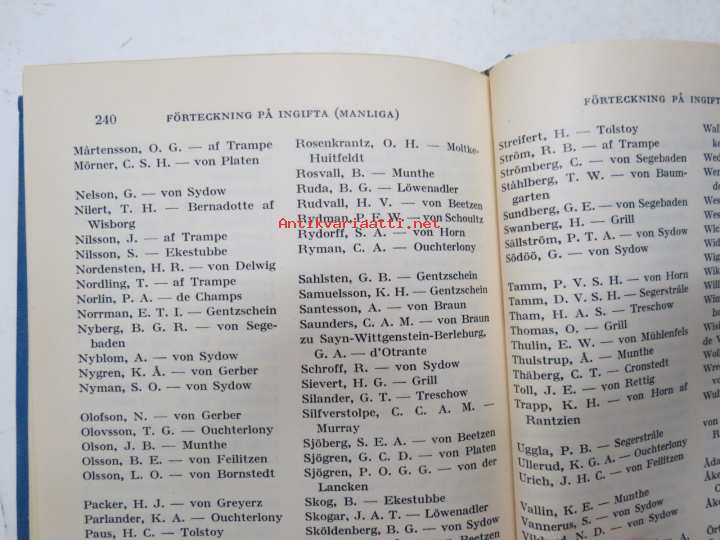 240 FÖRTECKNING PÅ INGIFTA (MANLIGA)
Mårtensson, O. G. — af Trampe
Mörner, C. S. H. — von Platen
Nelson, G. — von Sydow
Nilert, T. H. — Bernadotte af
Wisborg
Nilsson, J. — af Trampe
Nilsson, S. — Ekestubbe
Nordensten, H. R. — von Delwig
Nordling, T. — af Trampe
Norlin, P. A. — de Champs
Norrman, E. T. I. — Gentzschein
Nyberg, B. G. R. — von Sege-
baden
Nyblom, A. — von Sydow
Nygren, K. Å. — von Gerber
Nyman, S. O. — von Sydow
Olofson, N. — von Gerber
Olovsson, T. G. — Ouchterlony
Olson, J. B. — Munthe
Olsson, B. E. — von Feilitzen
Olsson, L. O. — von Bornstedt
Packer, H. J. — von Greyerz
Parlander, K. A. — Ouchterlony
Paus, H. C. — Tolstoy
Rosenkrantz, O. H. — Moltke-
Huitfeldt
Rosvall, B. — Munthe
Ruda, B. G. — Löwenadler
Rudvall, H. V. — von Beetzen
Rydman, P. E. W. — von Schoultz
Rydorff, S. A. — von Horn
Ryman, C. A. — Ouchterlony
Sahlsten, G. B. — Gentzschein
Samuelsson, K. H. — Gentzschein
Santesson, A. — von Braun
Saunders, C. A. M. — von Braun
zu Sayn-Wittgenstein-Berleburg,
G. A. — d'Otrante
Schroff, R. — von Sydow
Sievert, H. G. — Grill
Silander, G. T. — Treschow
Silfverstolpe, C. C. A. M. —
Murray
Sjöberg, S. E. A. — von Beetzen
Sjögren, G. C. D. — von Platen
Sjögren, P. O. G. G. — von der
Lancken
Skog, B. — Ekestubbe
Skogar, J. A. T. — Löwenadler
Sköldenberg, B. G. — von Sydow
Antikvariaatti.net
FÖRTECKNING PÅ INGIFT
Streifert, H. — Tolstoy
Ström, R. B. — af Trampe
Strömberg, C. — von Segebaden
Ståhlberg, T. W. — von Baum-
garten
Sundberg, G. E. — von Segebaden
Swanberg, H. — Grill
Sällström, P. T. A. — von Sydow
Södöö, G. — von Sydow
Tamm, P. V. S. H. — von Horn
Tamm, D. V. S. H. — Segerstråle
Tham, H. A. S. — Treschow
Thomas, O. — Grill
Thulin, E. W. — von Mühlenfels
Thulstrup, Å. — Munthe
Thåberg, C. T. — Cronstedt
Toll, J. E. — von Rettig
Trapp, K. H. — von Horn af
Rantzien
Uggla, P. B. — Segerstråle
Ullerud, K. G. A. — Ouchterlony
Urich, J. H. C. — von Feilitzen
Vallin, K. E. — Munthe
Vannerus, S. — von Sydow
N. D. — von Sydow